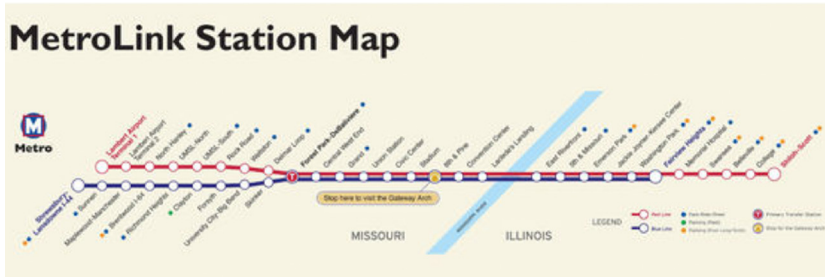 MetroLink Station Map
M
Metro
Lambert Airport
Terminal 1
Lambert Airport
Terminal 2
North Hanley
UMSL-North
UMSL-South
Rock Road
Wellston
Delmar Loop
Forest Park-DeBaliviere
Central West End
Grand
Union Station
Civic Center
Stadium
8th & Pine
Convention Center
Laclede's Landing
East Riverfront
5th & Missouri
Emerson Park
Jackie Joyner-Kersee Center
Washington Park
Fairview Heights
Memorial Hospital
Swansea
Belleville
College
Shiloh-Scott
Shrewsbury-
Lansdowne I-44
Sunnen
Maplewood-Manchester
Brentwood I-64
Richmond Heights
Clayton
Forsyth
University City-Big Bend
Skinker
T
Stop here to visit the Gateway Arch
MISSOURI
ILLINOIS
LEGEND
Red Line
Blue Line
Primary Transfer Station